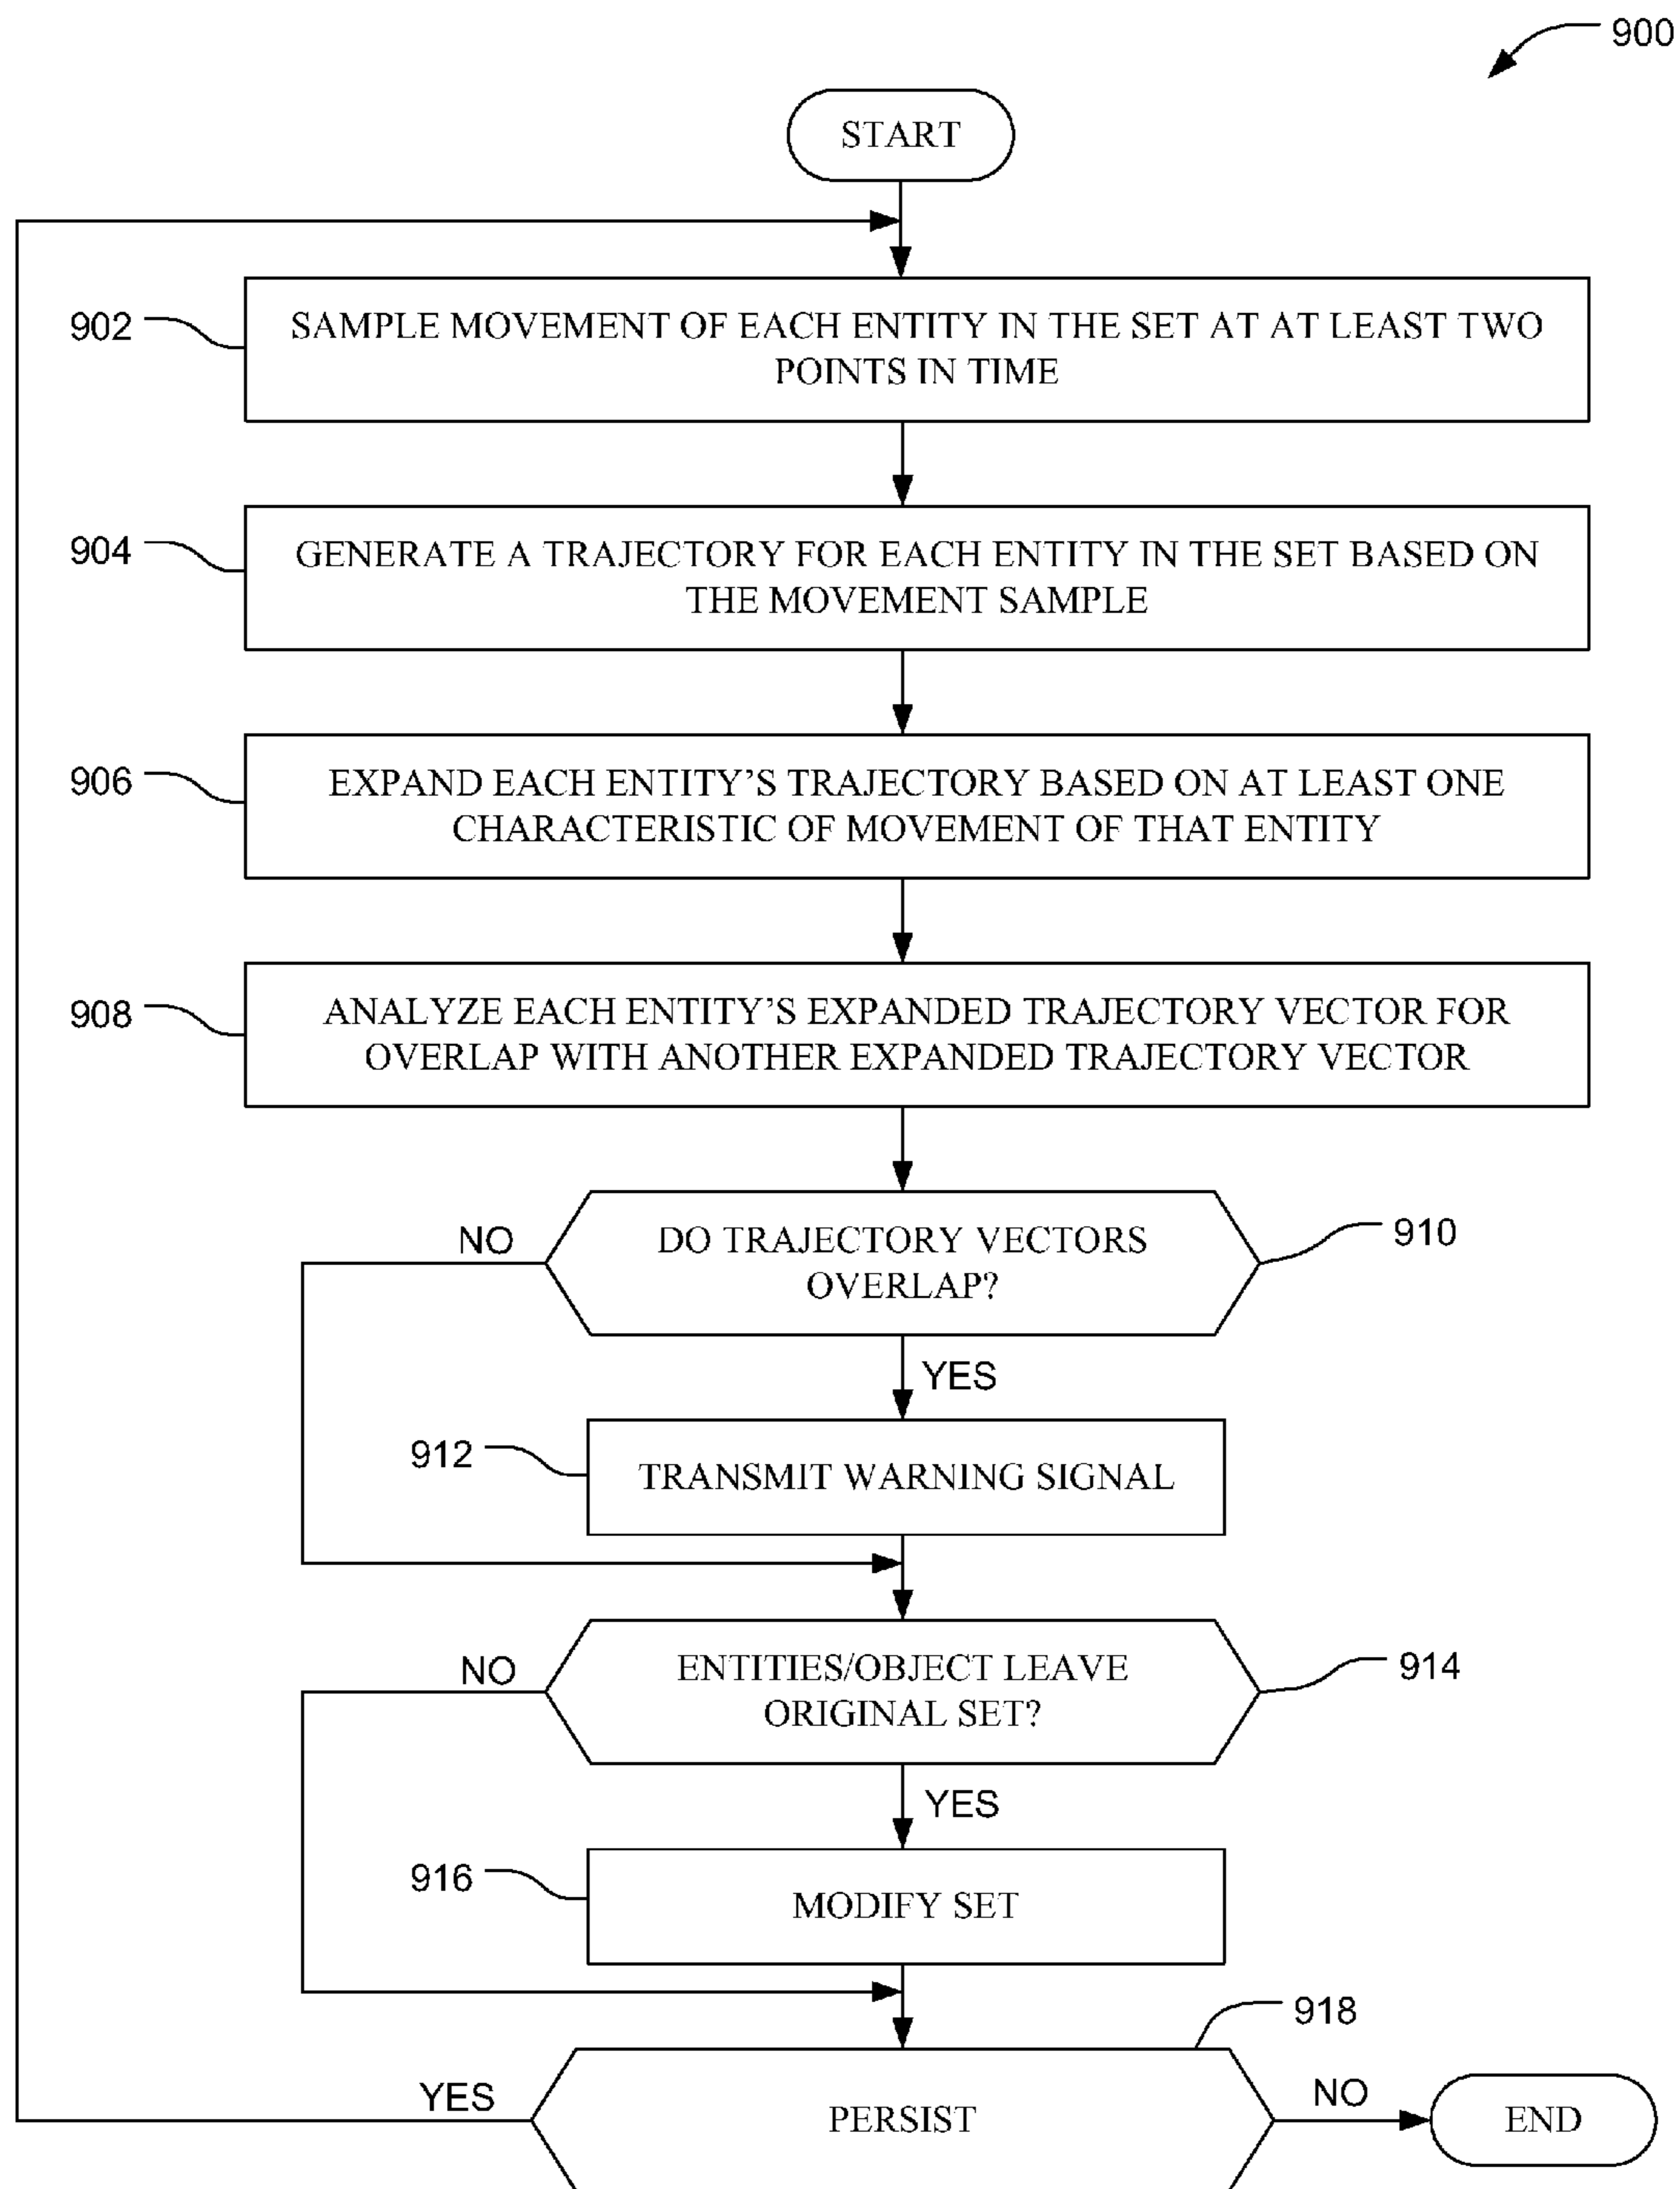 900
START
902
SAMPLE MOVEMENT OF EACH ENTITY IN THE SET AT AT LEAST TWO
POINTS IN TIME
904
GENERATE A TRAJECTORY FOR EACH ENTITY IN THE SET BASED ON
THE MOVEMENT SAMPLE
906
EXPAND EACH ENTITY'S TRAJECTORY BASED ON AT LEAST ONE
CHARACTERISTIC OF MOVEMENT OF THAT ENTITY
908
ANALYZE EACH ENTITY'S EXPANDED TRAJECTORY VECTOR FOR
OVERLAP WITH ANOTHER EXPANDED TRAJECTORY VECTOR
NO
DO TRAJECTORY VECTORS
OVERLAP?
910
YES
912
TRANSMIT WARNING SIGNAL
NO
ENTITIES/OBJECT LEAVE
ORIGINAL SET?
914
YES
916
MODIFY SET
918
YES
PERSIST
NO
END